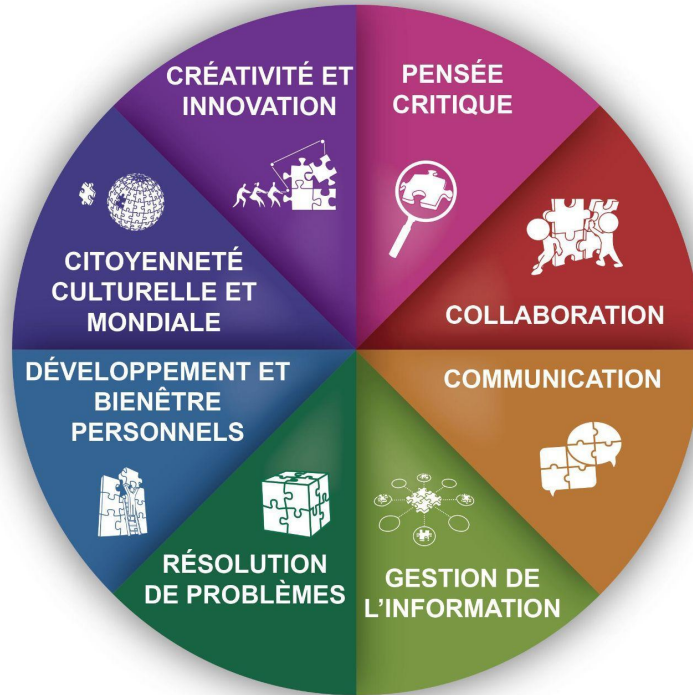 CRÉATIVITÉ ET
INNOVATION
PENSÉE
CRITIQUE
COLLABORATION
COMMUNICATION
GESTION DE
L’INFORMATION
RÉSOLUTION
DE PROBLÈMES
DÉVELOPPEMENT ET
BIENÊTRE
PERSONNELS
CITOYENNETÉ
CULTURELLE ET
MONDIALE